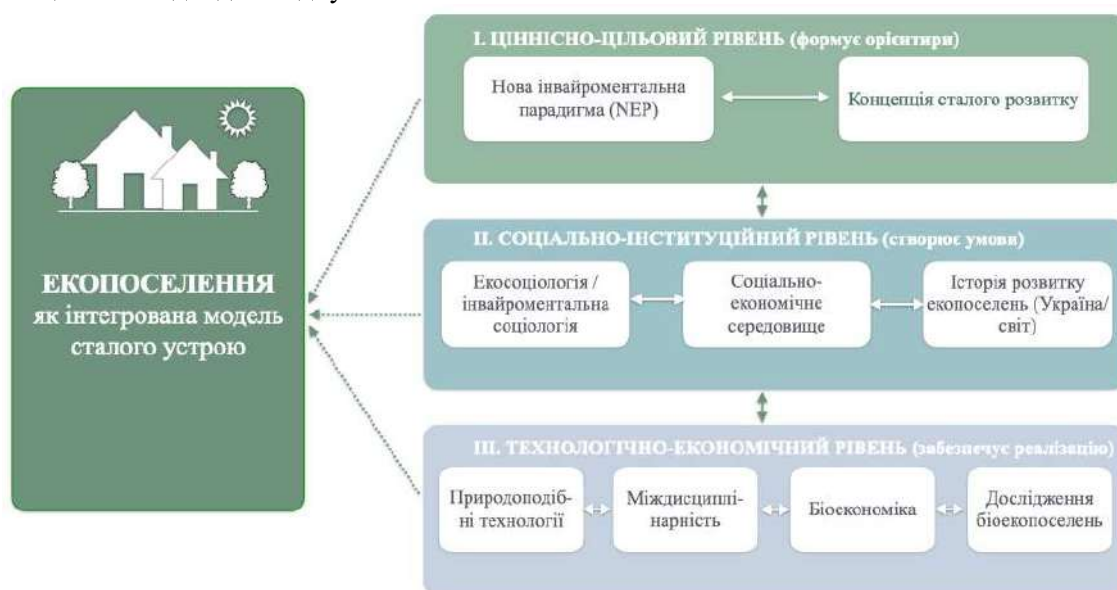 ЕКОПОСЕЛЕННЯ
як інтегрована модель
сталого устрою
І. ЦІННІСНО-ЦІЛЬОВИЙ РІВЕНЬ (формує орієнтири)
Нова інвайроментальна
парадигма (NEP)
Концепція сталого розвитку
ІІ. СОЦІАЛЬНО-ІНСТИТУЦІЙНИЙ РІВЕНЬ (створює умови)
Екосоціологія /
інвайроментальна
соціологія
Соціально-
економічне
середовище
Історія розвитку
екопоселень (Україна/
світ)
ІІІ. ТЕХНОЛОГІЧНО-ЕКОНОМІЧНИЙ РІВЕНЬ (забезпечує реалізацію)
Природоподіб-
ні технології
Міждисциплі-
нарність
Біоекономіка
Дослідження
біоекопоселень